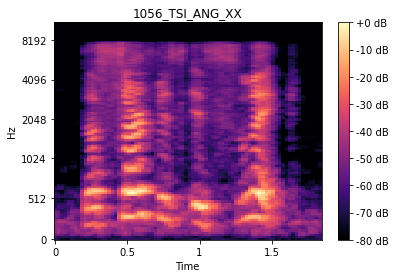 1056_TSI_ANG_XX
+0 dB
8192
-10 dB
4096
-20 dB
-30 dB
2048
Hz
-40 dB
1024
-50 dB
512
-60 dB
-70 dB
0
-80 dB
0 0.5 1 1.5
Time